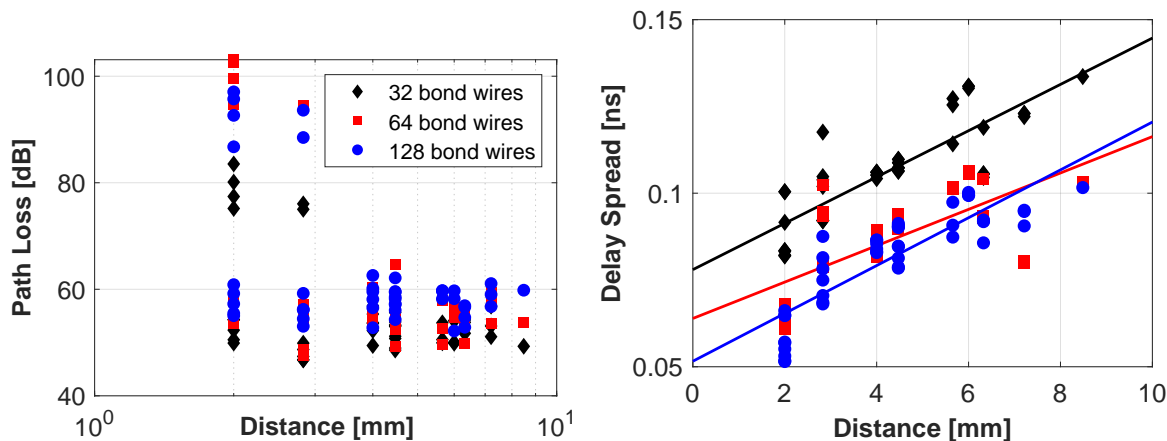 100
80
60
40
10^0
10^1
Path Loss [dB]
Distance [mm]
32 bond wires
64 bond wires
128 bond wires
0.15
0.1
0.05
0
2
4
6
8
10
Delay Spread [ns]
Distance [mm]